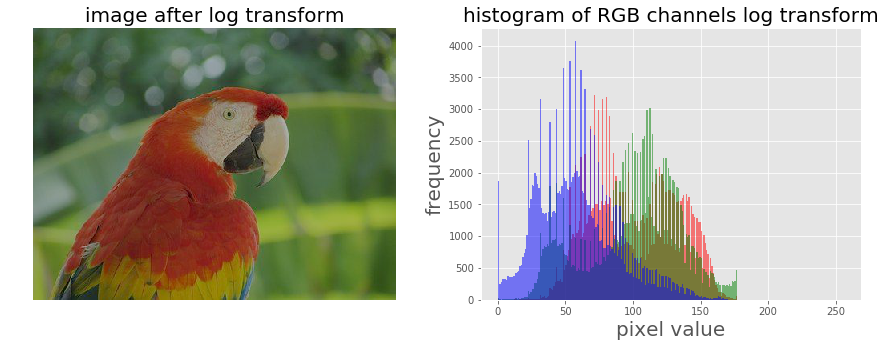 image after log transform
histogram of RGB channels log transform
frequency
4000
3500
3000
2500
2000
1500
1000
500
0
0 50 100 150 200 250
pixel value